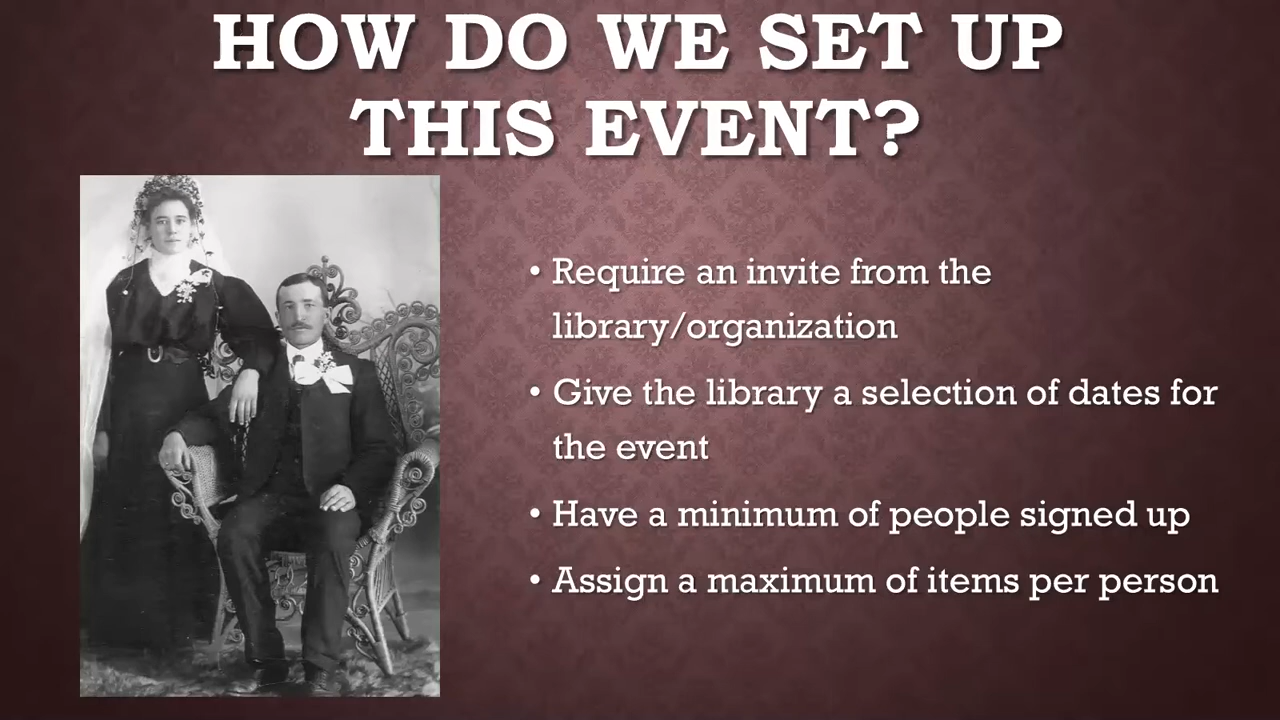 HOW DO WE SET UP
THIS EVENT?
• Require an invite from the
library/organization
• Give the library a selection of dates for
the event
• Have a minimum of people signed up
• Assign a maximum of items per person